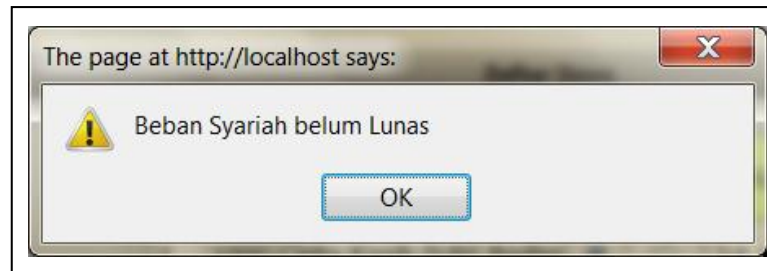 The page at http://localhost says:
Beban Syariah belum Lunas
OK